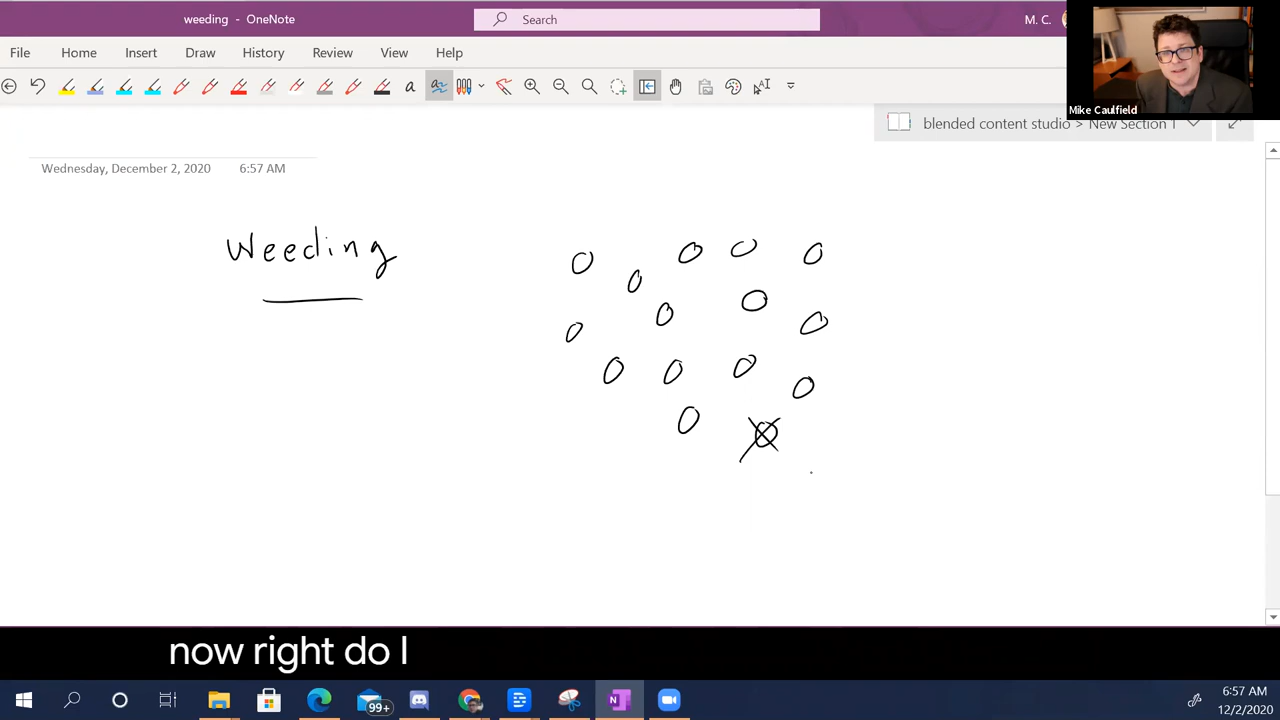 weeding - OneNote
Search
M. C.
Mike Caulfield
File Home Insert Draw History Review View Help
blended content studio > New Section 1
Wednesday, December 2, 2020 6:57 AM
Weeding
now right do I
99+
6:57 AM
12/2/2020